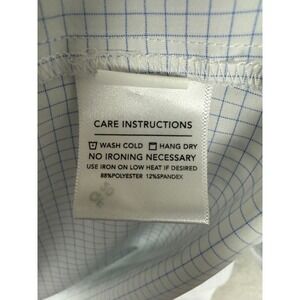 CARE INSTRUCTIONS
WASH COLD HANG DRY
NO IRONING NECESSARY
USE IRON ON LOW HEAT IF DESIRED
88%POLYESTER 12%SPANDEX